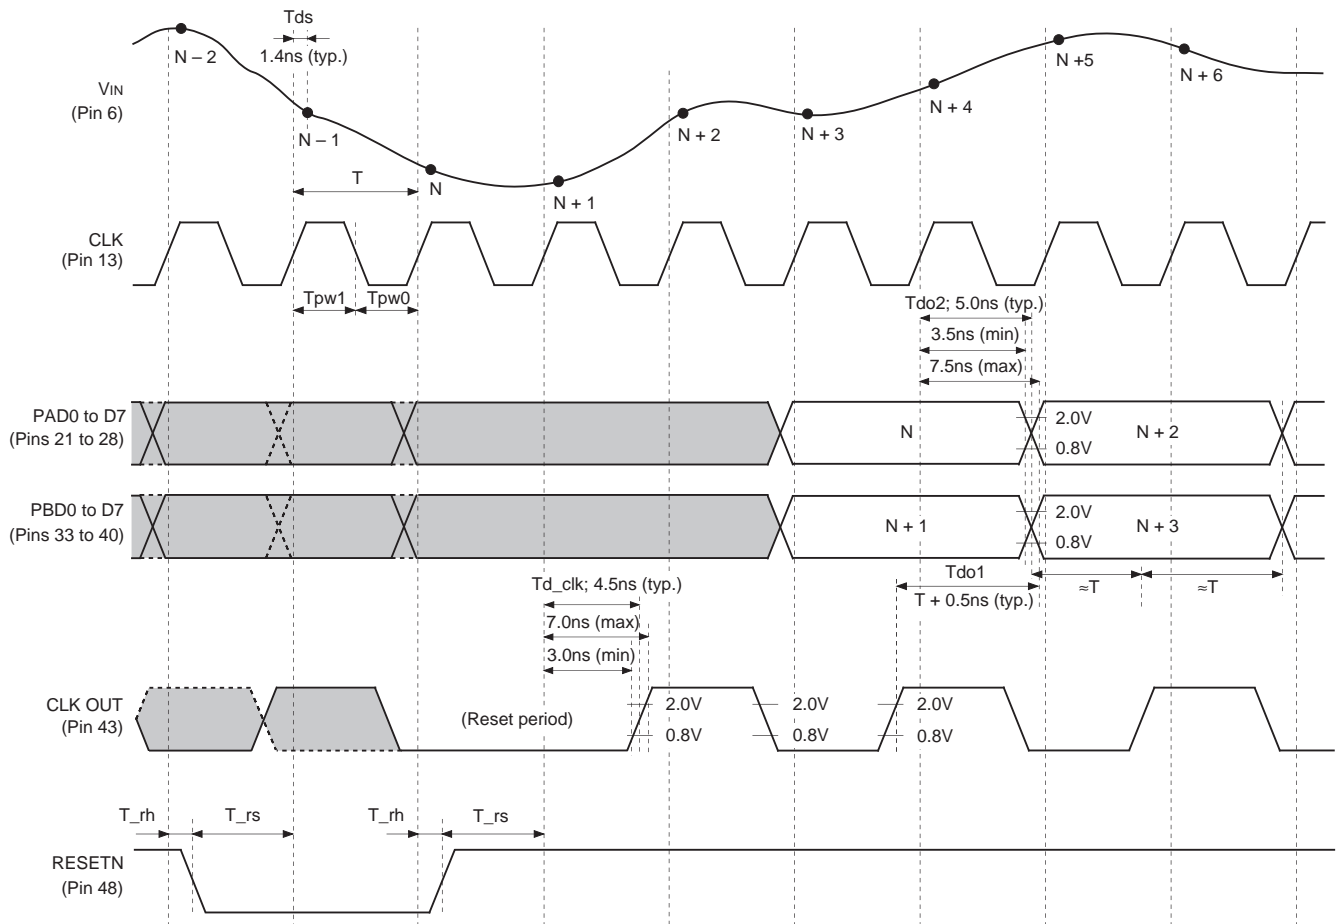 Tds
1.4ns (typ.)
N – 2
N +5
N + 6
VIN
(Pin 6)
N – 1
N + 2
N + 3
N + 4
T
N
N + 1
CLK
(Pin 13)
Tpw1
Tpw0
Tdo2; 5.0ns (typ.)
3.5ns (min)
7.5ns (max)
PAD0 to D7
(Pins 21 to 28)
N
2.0V
0.8V
N + 2
PBD0 to D7
(Pins 33 to 40)
N + 1
2.0V
0.8V
N + 3
Td_clk; 4.5ns (typ.)
7.0ns (max)
3.0ns (min)
Tdo1
T + 0.5ns (typ.)
≈T
≈T
CLK OUT
(Pin 43)
(Reset period)
2.0V
0.8V
2.0V
0.8V
2.0V
0.8V
T_rh
T_rs
T_rh
T_rs
RESETN
(Pin 48)